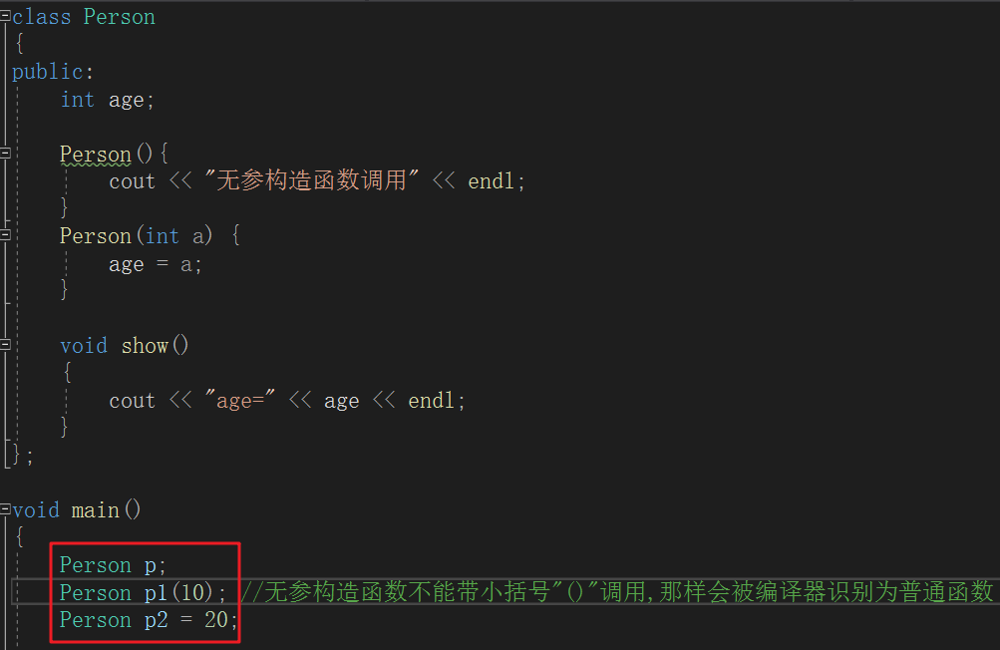 class Person
{
public:
    int age;
    Person(){
        cout << "无参构造函数调用" << endl;
    }
    Person(int a) {
        age = a;
    }
    void show()
    {
        cout << "age=" << age << endl;
    }
};
void main()
{
    Person p;
    Person p1(10); //无参构造函数不能带小括号"()"调用,那样会被编译器识别为普通函数
    Person p2 = 20;